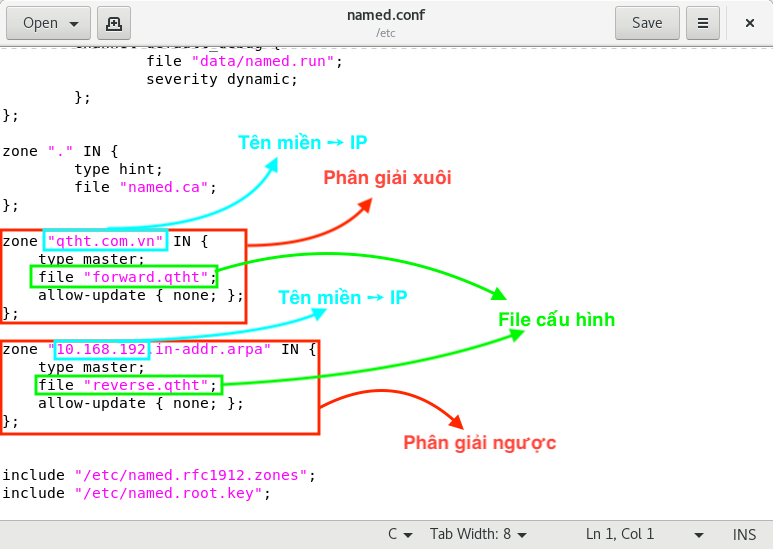 Open
named.conf
/etc
Save
channel default_debug {
file "data/named.run";
severity dynamic;
};
};
zone "." IN {
type hint;
file "named.ca";
};
Tên miền → IP
Phân giải xuôi
zone "qtht.com.vn" IN {
type master;
file "forward.qtht";
allow-update { none; };
};
Tên miền → IP
File cấu hình
zone "10.168.192.in-addr.arpa" IN {
type master;
file "reverse.qtht";
allow-update { none; };
};
Phân giải ngược
include "/etc/named.rfc1912.zones";
include "/etc/named.root.key";
C
Tab Width: 8
Ln 1, Col 1
INS